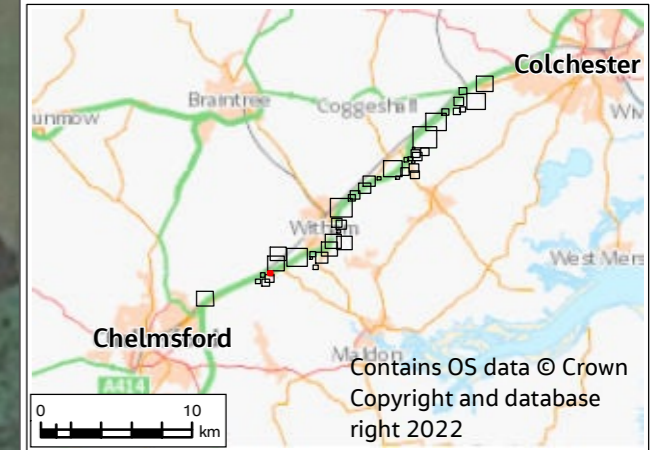 Colchester
Braintree
Coggeshall
unmow
Witham
West Mers
Chelmsford
Maldon
Contains OS data © Crown
Copyright and database
right 2022
A414
0 10
km